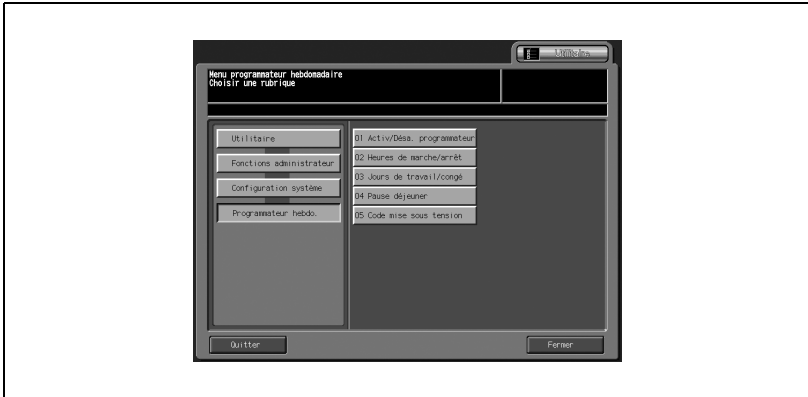 Utilitaire
Menu programmateur hebdomadaire
Choisir une rubrique
Utilitaire
Fonctions administrateur
Configuration système
Programmateur hebdo.
01 Activ/Désa. programmateur
02 Heures de marche/arrêt
03 Jours de travail/congé
04 Pause déjeuner
05 Code mise sous tension
Quitter
Fermer